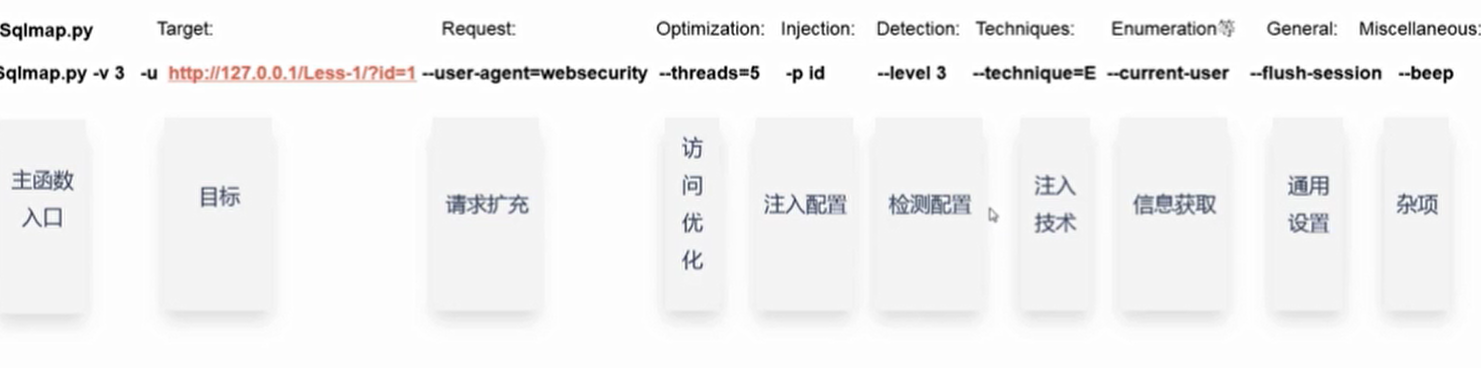 Sqlmap.py Target: Request: Optimization: Injection: Detection: Techniques: Enumeration等 General: Miscellaneous:
Sqlmap.py -v 3 -u http://127.0.0.1/Less-1/?id=1 --user-agent=websecurity --threads=5 -p id --level 3 --technique=E --current-user --flush-session --beep
主函数
入口
目标
请求扩充
访
问
优
化
注入配置
检测配置
注入
技术
信息获取
通用
设置
杂项